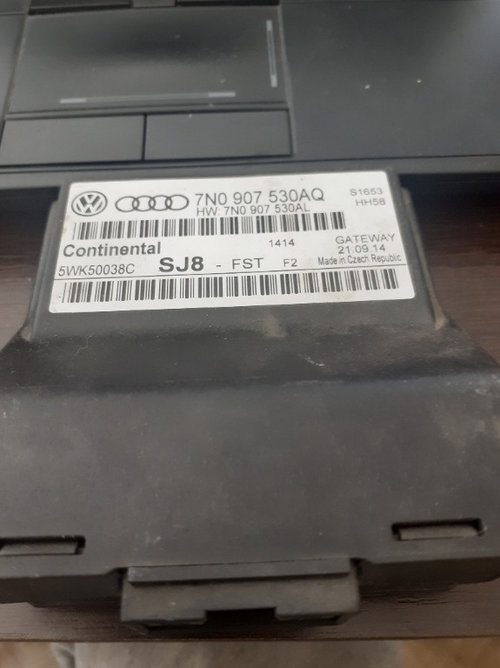 7N0 907 530AQ S1653
HW: 7N0 907 530AL HH58
Continental 1414 GATEWAY
5WK50038C SJ8 - FST F2 21.09.14
Made in Czech Republic